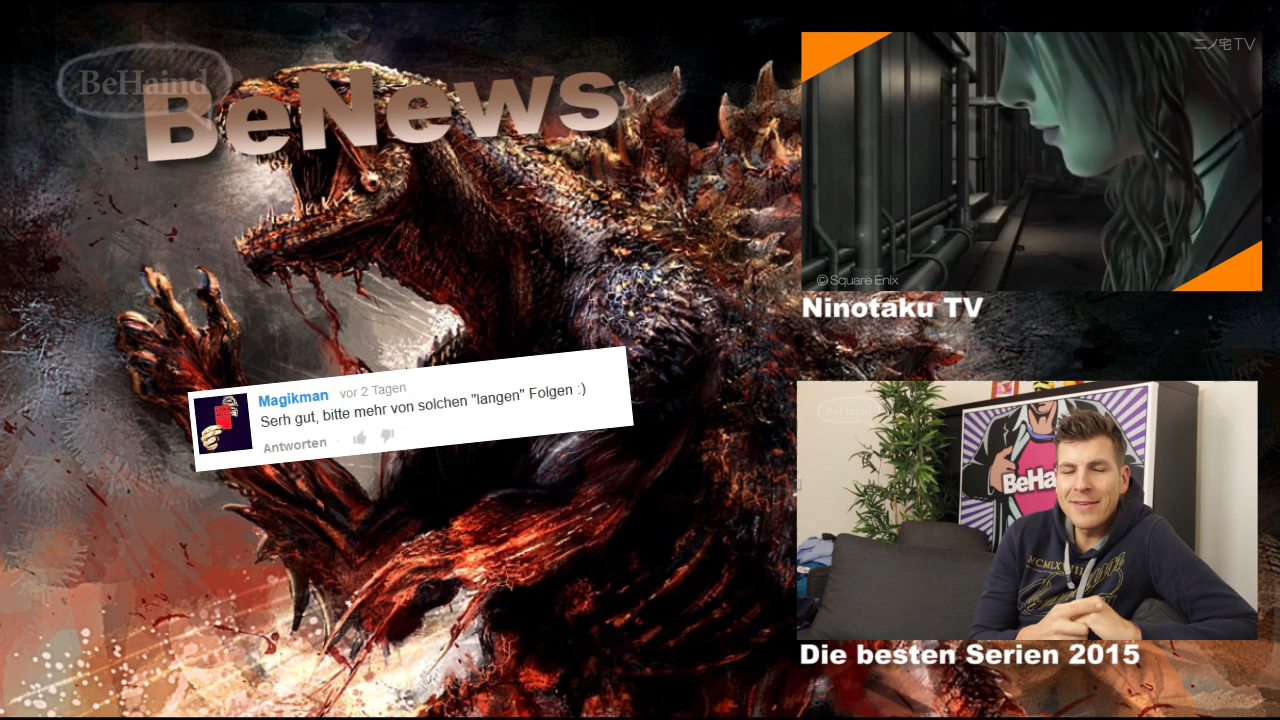 BeHaind
BeNews
二ノ宅TV
© Square Enix
Ninotaku TV
Magikman vor 2 Tagen
Serh gut, bitte mehr von solchen "langen" Folgen :)
Antworten ·
BeHaind
BeHa
Die besten Serien 2015